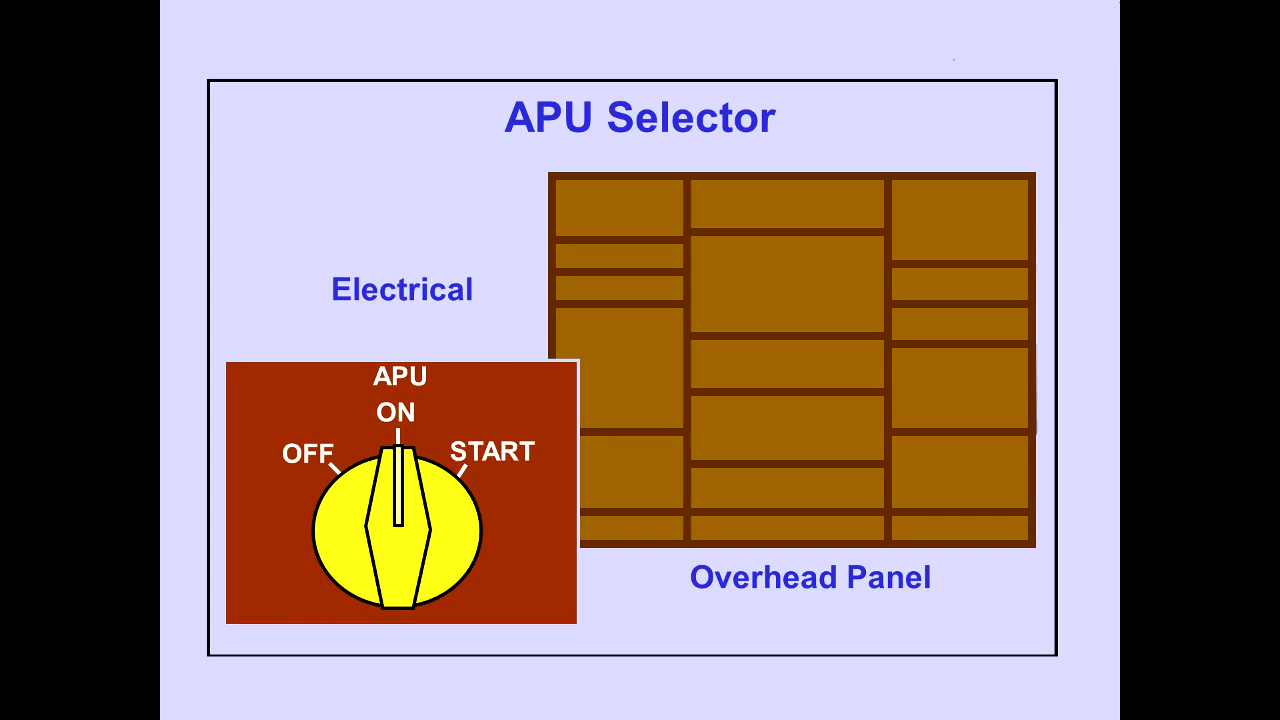 APU Selector
Electrical
APU
ON
OFF
START
Overhead Panel